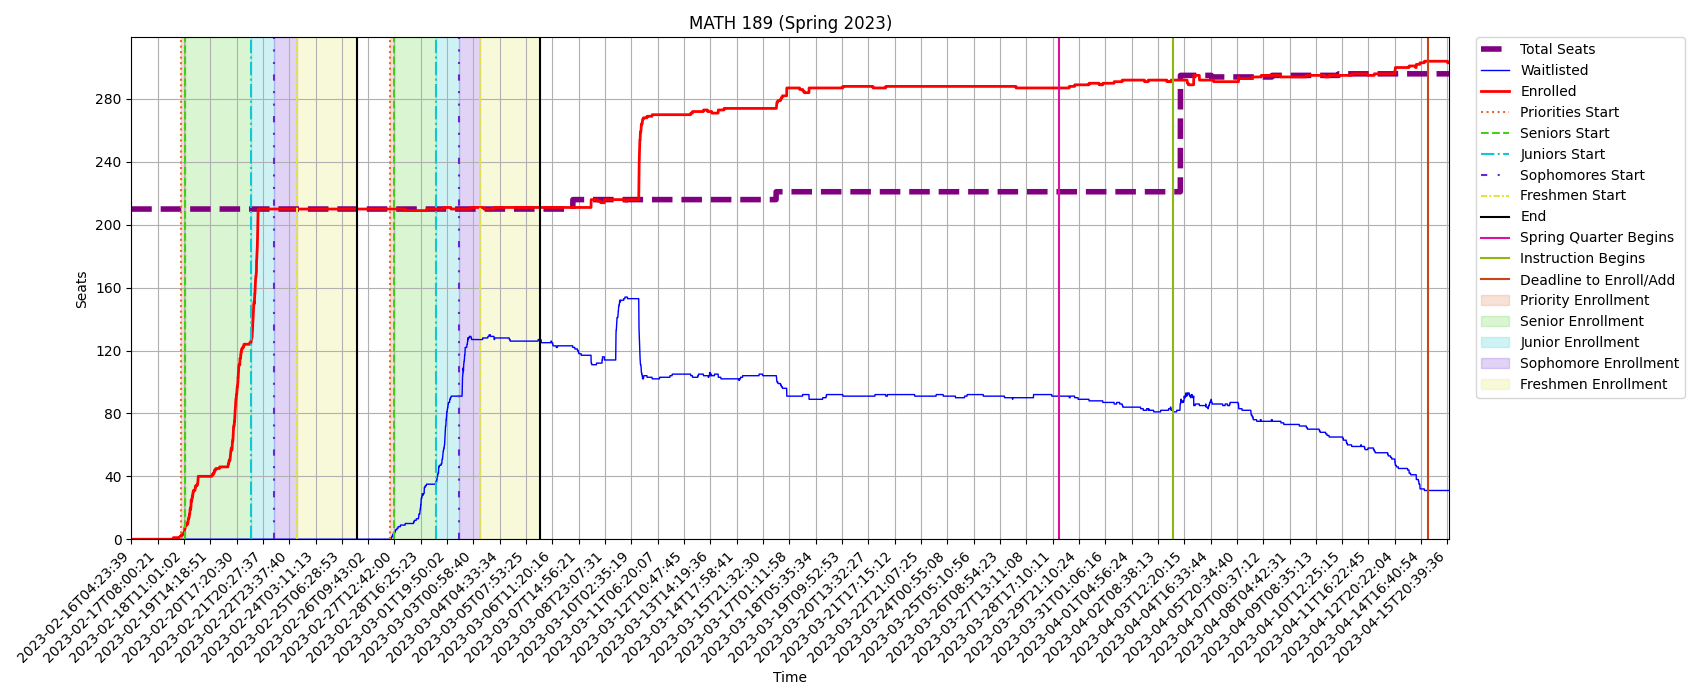 MATH 189 (Spring 2023)
Seats
280
240
200
160
120
80
40
0
2023-02-16T04:23:39
2023-02-17T08:00:21
2023-02-18T11:01:02
2023-02-19T14:18:51
2023-02-20T17:20:30
2023-02-21T20:27:37
2023-02-22T23:37:40
2023-02-24T03:11:13
2023-02-25T06:28:53
2023-02-26T09:43:02
2023-02-27T12:42:00
2023-02-28T16:25:23
2023-03-01T19:50:02
2023-03-03T00:58:40
2023-03-04T04:33:34
2023-03-05T07:53:25
2023-03-06T11:20:16
2023-03-07T14:56:21
2023-03-08T23:07:31
2023-03-10T02:35:19
2023-03-11T06:20:07
2023-03-12T10:47:45
2023-03-13T14:19:36
2023-03-14T17:58:41
2023-03-15T21:32:30
2023-03-17T01:11:58
2023-03-18T05:35:34
2023-03-19T09:52:53
2023-03-20T13:32:27
2023-03-21T17:15:12
2023-03-22T21:07:25
2023-03-24T00:55:08
2023-03-25T05:10:56
2023-03-26T08:54:23
2023-03-27T13:11:08
2023-03-28T17:10:11
2023-03-29T21:10:24
2023-03-31T01:06:16
2023-04-01T04:56:24
2023-04-02T08:38:13
2023-04-03T12:20:15
2023-04-04T16:33:44
2023-04-05T20:34:40
2023-04-07T00:37:12
2023-04-08T04:42:31
2023-04-09T08:35:13
2023-04-10T12:25:15
2023-04-11T16:22:45
2023-04-12T20:22:04
2023-04-14T16:40:54
2023-04-15T20:39:36
Time
Total Seats
Waitlisted
Enrolled
Priorities Start
Seniors Start
Juniors Start
Sophomores Start
Freshmen Start
End
Spring Quarter Begins
Instruction Begins
Deadline to Enroll/Add
Priority Enrollment
Senior Enrollment
Junior Enrollment
Sophomore Enrollment
Freshmen Enrollment